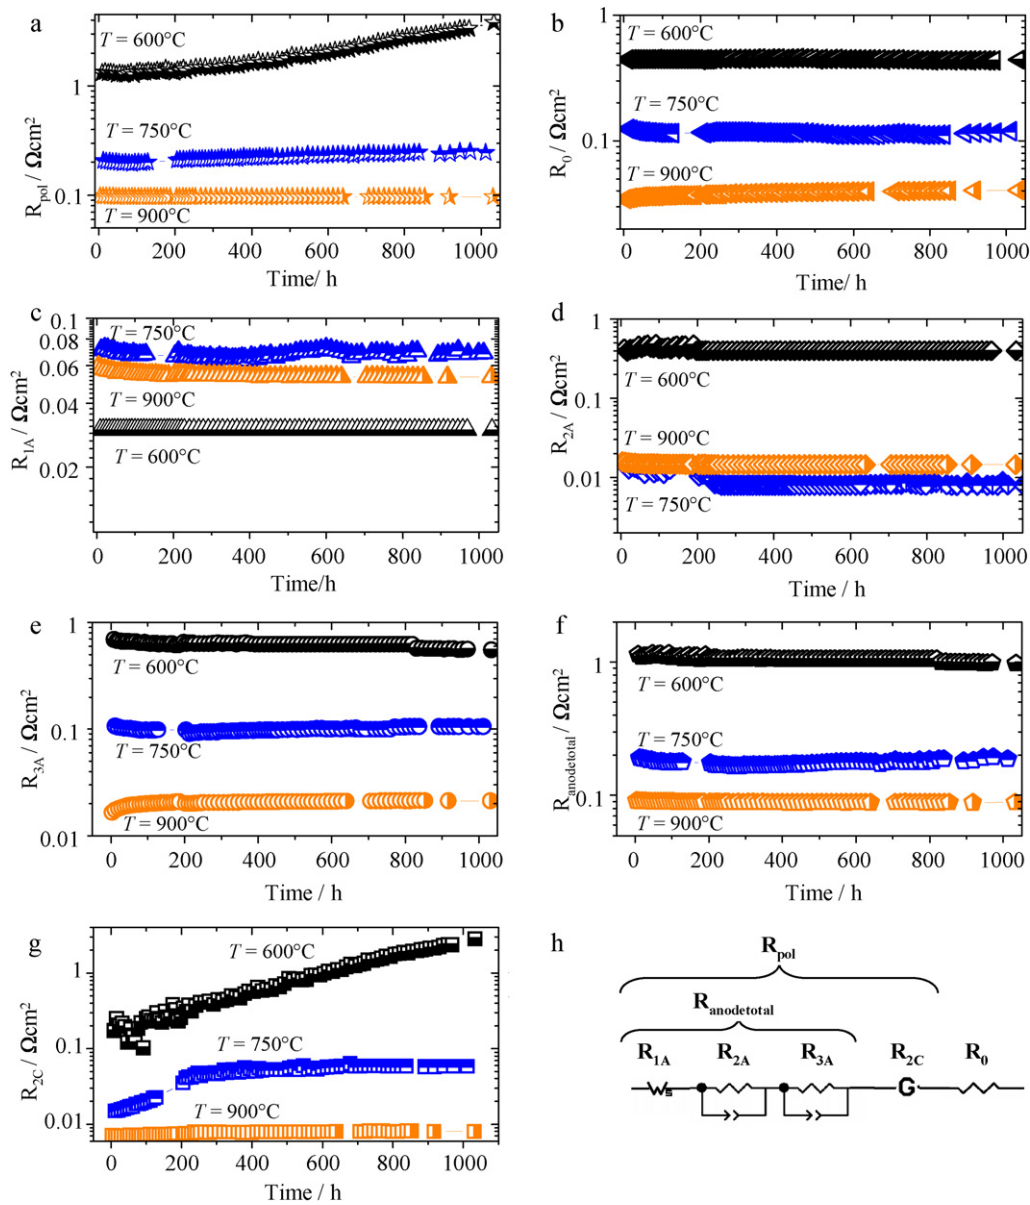 a
T = 600°C
T = 750°C
T = 900°C
1
0.1
R_pol / Ωcm²
0 200 400 600 800 1000
Time/ h
b
1
T = 600°C
T = 750°C
0.1
T = 900°C
R_0 / Ωcm²
0 200 400 600 800 1000
Time / h
c
0.1
0.08
0.06
0.04
0.02
T = 750°C
T = 900°C
T = 600°C
R_1A / Ωcm²
0 200 400 600 800 1000
Time/h
d
1
0.1
0.01
T = 600°C
T = 900°C
T = 750°C
R_2A / Ωcm²
0 200 400 600 800 1000
Time / h
e
1
0.1
0.01
T = 600°C
T = 750°C
T = 900°C
R_3A / Ωcm²
0 200 400 600 800 1000
Time / h
f
1
0.1
T = 600°C
T = 750°C
T = 900°C
R_anodetotal / Ωcm²
0 200 400 600 800 1000
Time / h
g
1
0.1
0.01
T = 600°C
T = 750°C
T = 900°C
R_2C / Ωcm²
0 200 400 600 800 1000
Time / h
h
R_pol
R_anodetotal
R_1A R_2A R_3A R_2C R_0
Ws G